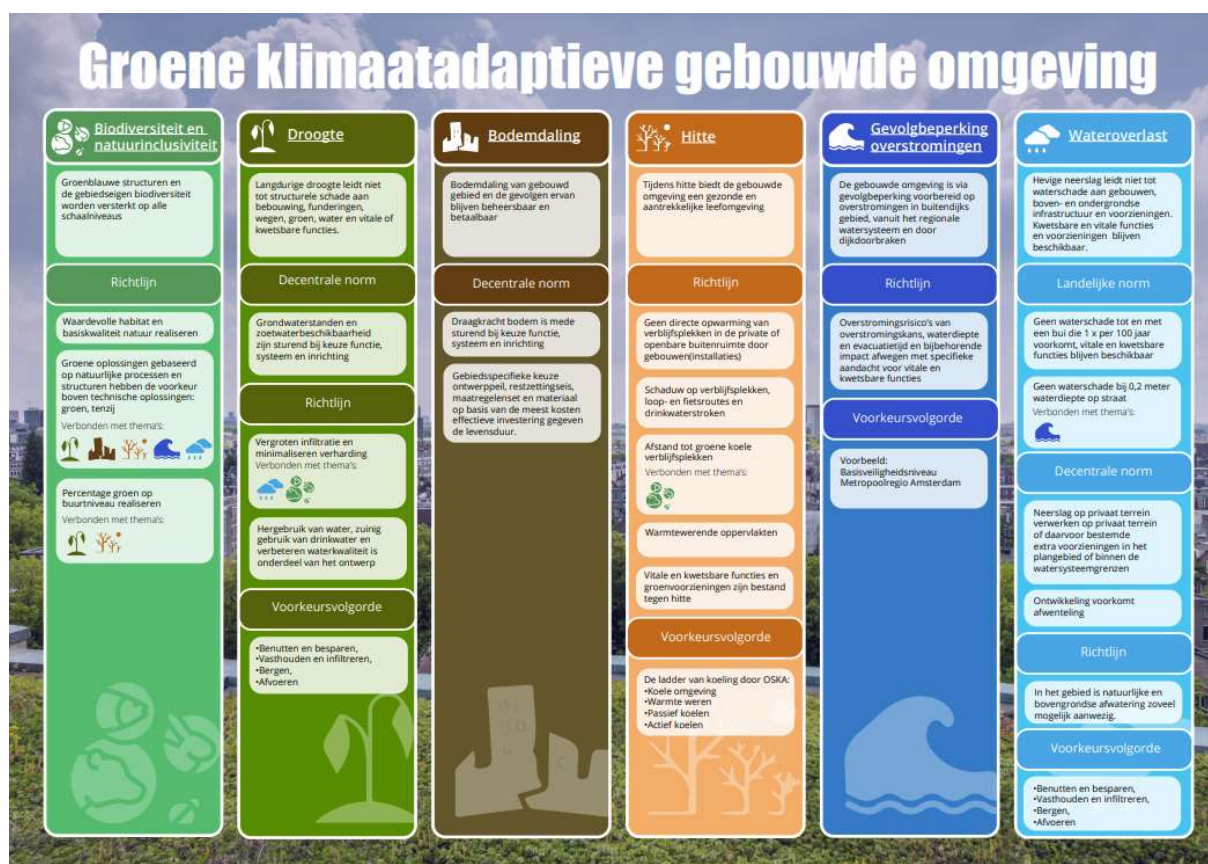 Groene klimaatadaptieve gebouwde omgeving
Biodiversiteit en
natuurinclusiviteit
Groenblauwe structuren en
de gebiedseigen biodiversiteit
worden versterkt op alle
schaalniveaus
Richtlijn
Waardevolle habitat en
basiskwaliteit natuur realiseren
Groene oplossingen gebaseerd
op natuurlijke processen en
structuren hebben de voorkeur
boven technische oplossingen:
groen, tenzij
Verbonden met thema's:
Percentage groen op
buurtniveau realiseren
Verbonden met thema's:
Droogte
Langdurige droogte leidt niet
tot structurele schade aan
bebouwing, funderingen,
wegen, groen, water en vitale of
kwetsbare functies.
Decentrale norm
Grondwaterstanden en
zoetwaterbeschikbaarheid
zijn sturend bij keuze functie,
systeem en inrichting
Richtlijn
Vergroten infiltratie en
minimaliseren verharding
Verbonden met thema's:
Hergebruik van water, zuinig
gebruik van drinkwater en
verbeteren waterkwaliteit is
onderdeel van het ontwerp
Voorkeursvolgorde
•Benutten en besparen,
•Vasthouden en infiltreren,
•Bergen,
•Afvoeren
Bodemdaling
Bodemdaling van gebouwd
gebied en de gevolgen ervan
blijven beheersbaar en
betaalbaar
Decentrale norm
Draagkracht bodem is mede
sturend bij keuze functie,
systeem en inrichting
Gebiedsspecifieke keuze
ontwerppeil, restzettingseis,
maatregelenset en materiaal
op basis van de meest kosten
effectieve investering gegeven
de levensduur.
Hitte
Tijdens hitte biedt de gebouwde
omgeving een gezonde en
aantrekkelijke leefomgeving
Richtlijn
Geen directe opwarming van
verblijfsplekken in de private of
openbare buitenruimte door
gebouwen(installaties)
Schaduw op verblijfsplekken,
loop- en fietsroutes en
drinkwaterstroken
Afstand tot groene koele
verblijfsplekken
Verbonden met thema's:
Warmtewerende oppervlakten
Vitale en kwetsbare functies en
groenvoorzieningen zijn bestand
tegen hitte
Voorkeursvolgorde
De ladder van koeling door OSKA:
•Koele omgeving
•Warmte weren
•Passief koelen
•Actief koelen
Gevolgbeperking
overstromingen
De gebouwde omgeving is via
gevolgbeperking voorbereid op
overstromingen in buitendijks
gebied, vanuit het regionale
watersysteem en door
dijkdoorbraken
Richtlijn
Overstromingsrisico's van
overstromingskans, waterdiepte
en evacuatietijd en bijbehorende
impact afwegen met specifieke
aandacht voor vitale en
kwetsbare functies
Voorkeursvolgorde
Voorbeeld:
Basisveiligheidsniveau
Metropoolregio Amsterdam
Wateroverlast
Hevige neerslag leidt niet tot
waterschade aan gebouwen,
boven- en ondergrondse
infrastructuur en voorzieningen.
Kwetsbare en vitale functies
en voorzieningen blijven
beschikbaar.
Landelijke norm
Geen waterschade tot en met
een bui die 1 x per 100 jaar
voorkomt, vitale en kwetsbare
functies blijven beschikbaar
Geen waterschade bij 0,2 meter
waterdiepte op straat
Verbonden met thema's:
Decentrale norm
Neerslag op privaat terrein
verwerken op privaat terrein
of daarvoor bestemde
extra voorzieningen in het
plangebied of binnen de
watersysteemgrenzen
Ontwikkeling voorkomt
afwenteling
Richtlijn
In het gebied is natuurlijke en
bovengrondse afwatering zoveel
mogelijk aanwezig.
Voorkeursvolgorde
•Benutten en besparen,
•Vasthouden en infiltreren,
•Bergen,
•Afvoeren